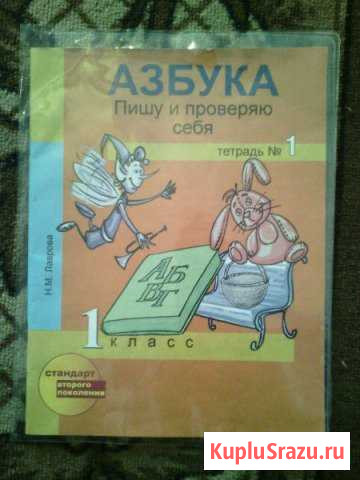 АЗБУКА
Пишу и проверяю
себя
тетрадь № 1
Н.М. Лаврова
АБ
ВГ
1
класс
стандарт
второго
поколения
KupluSrazu.ru